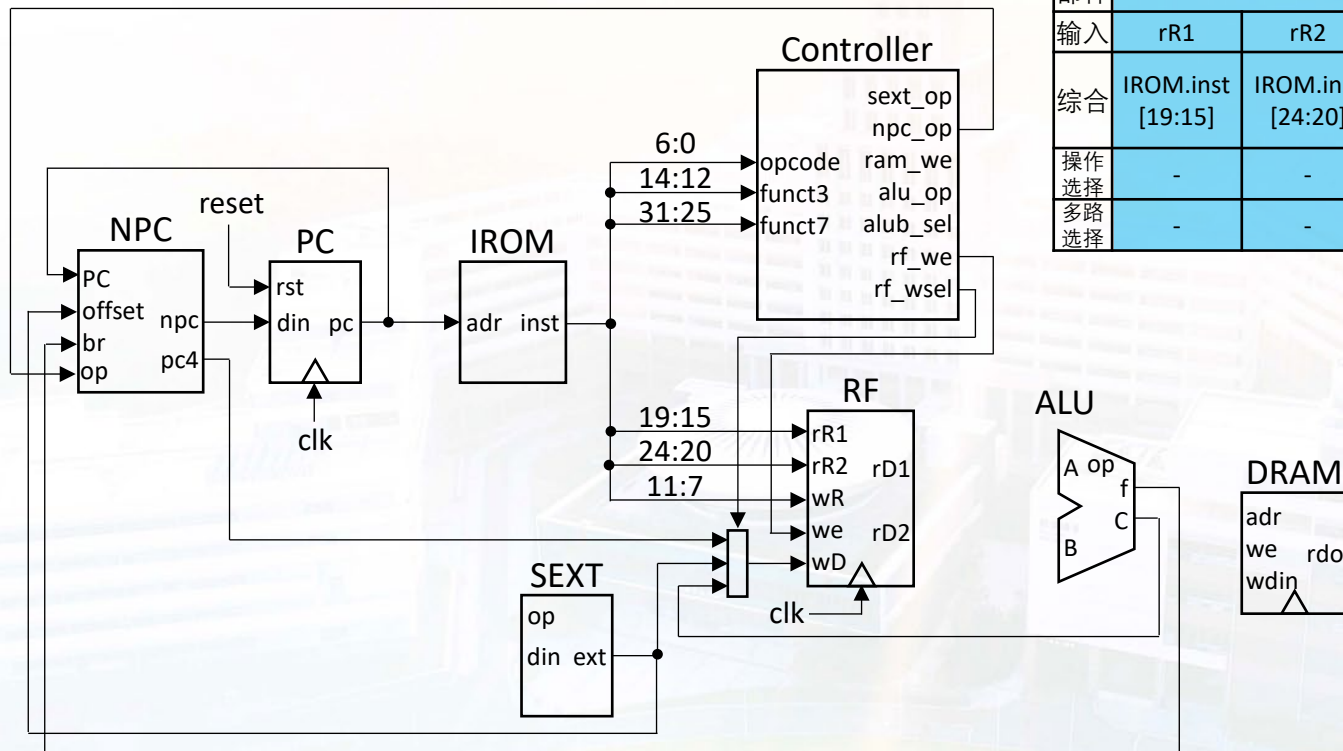 Controller
sext_op
npc_op
ram_we
alu_op
alub_sel
rf_we
rf_wsel
opcode
funct3
funct7
6:0
14:12
31:25
输入 rR1 rR2
综合 IROM.inst [19:15]
[24:20]
操作选择 - -
多路选择 - -
reset
NPC
PC
offset
br
op
npc
pc4
PC
rst
din pc
clk
IROM
adr inst
19:15
24:20
11:7
RF
rR1
rR2
wR
we
wD
rD1
rD2
clk
SEXT
op
din ext
ALU
A op
f
C
B
DRAM
adr
we
wdin